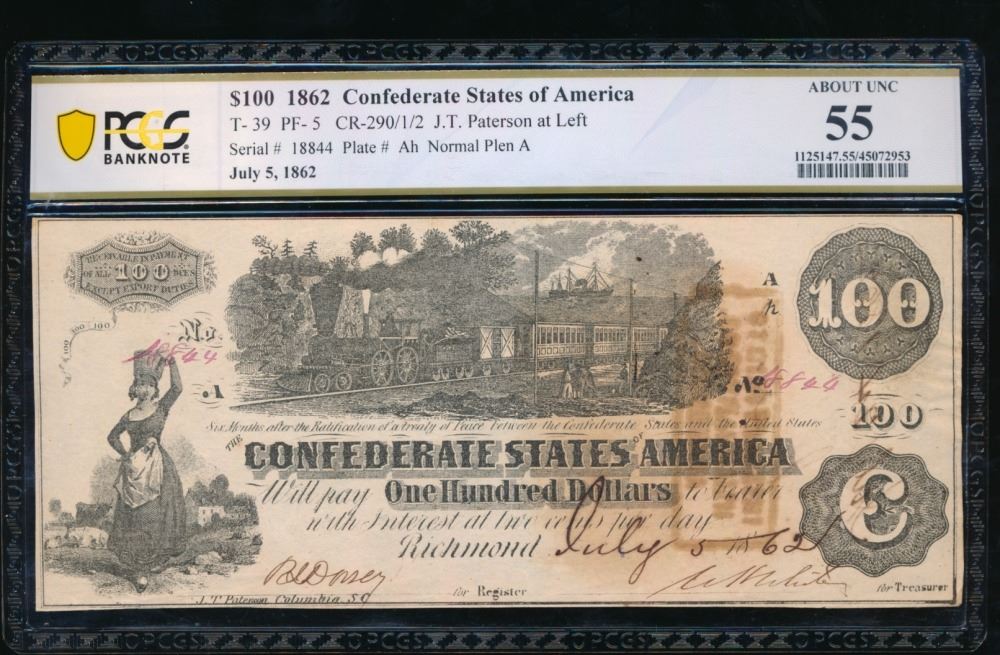 PCGS
BANKNOTE
$100 1862 Confederate States of America
T- 39 PF- 5 CR-290/1/2 J.T. Paterson at Left
Serial # 18844 Plate # Ah Normal Plen A
July 5, 1862
ABOUT UNC
55
1125147.55/45072953
RECEIVABLE IN PAYMENT
OF ALL 100 DUES
EXCEPT EXPORT DUTIES
100 100 100
No.
18844
A
A
h
100
No 18844
100
Six Months after the Ratification of a treaty of Peace between the Confederate States and the United States
THE CONFEDERATE STATES OF AMERICA
Will pay One Hundred Dollars to Bearer
with Interest at two cents per day
Richmond July 5 1862
C
for Register
for Treasurer
J.T Paterson Columbia, S.C